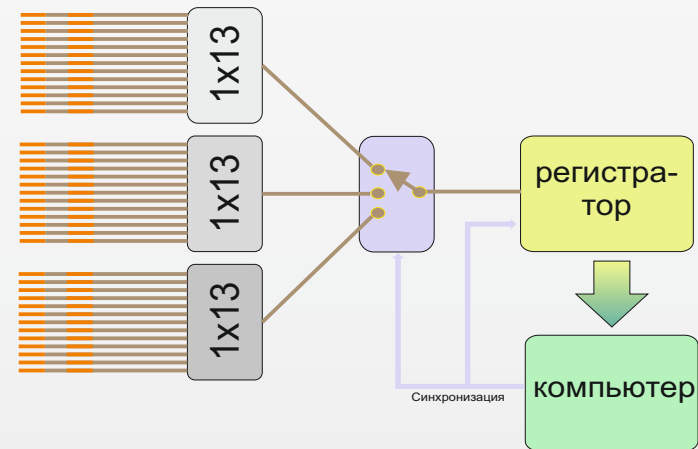 1x13
1x13
1x13
регистра-
тор
компьютер
Синхронизация